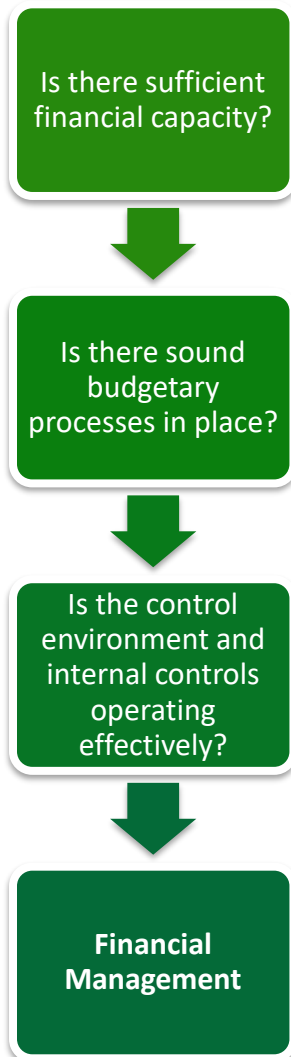 Is there sufficient
financial capacity?
Is there sound
budgetary
processes in place?
Is the control
environment and
internal controls
operating
effectively?
Financial
Management